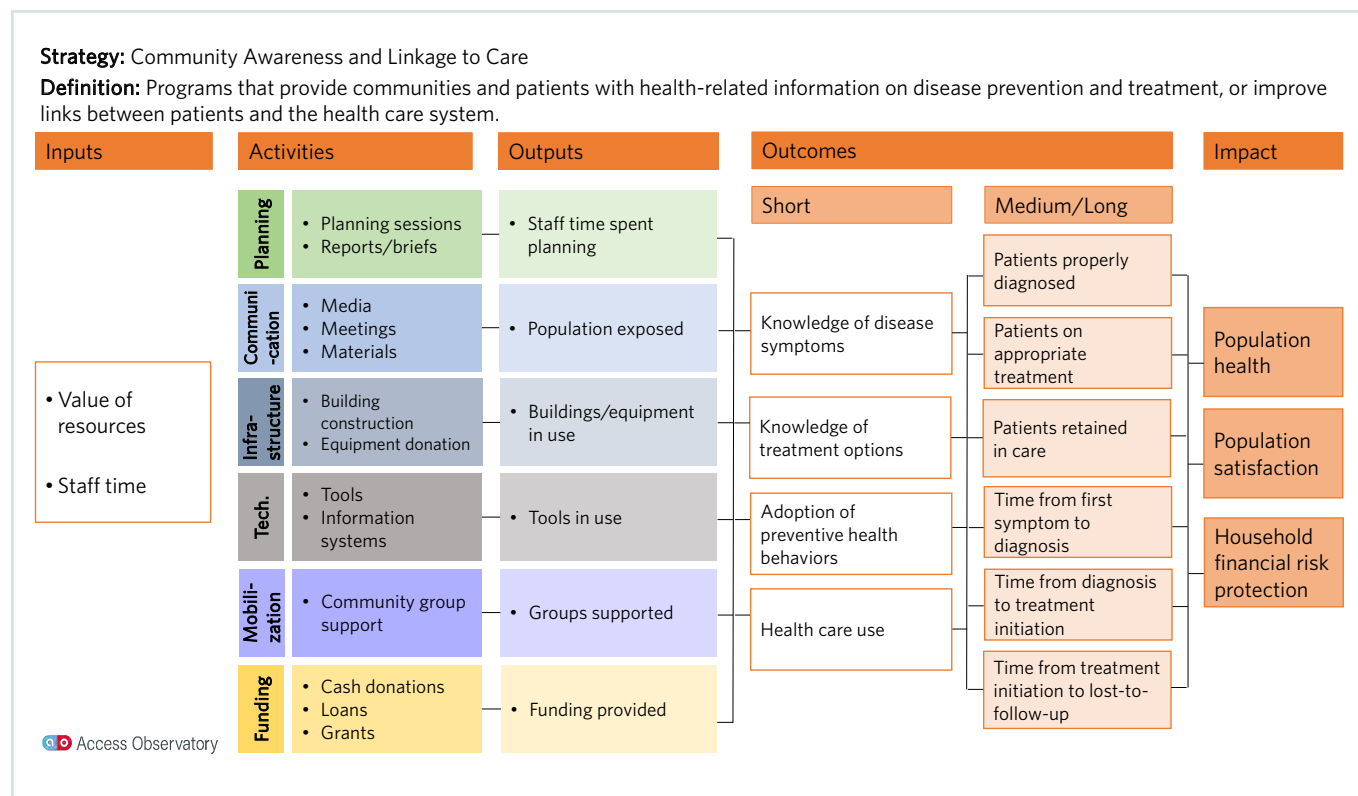 Strategy: Community Awareness and Linkage to Care
Definition: Programs that provide communities and patients with health-related information on disease prevention and treatment, or improve
links between patients and the health care system.
Inputs
Activities
Outputs
Outcomes
Impact
Short
Medium/Long
• Value of
resources
• Staff time
Planning
• Planning sessions
• Reports/briefs
• Staff time spent
planning
Communi
-cation
• Media
• Meetings
• Materials
• Population exposed
Infra-
structure
• Building
construction
• Equipment donation
• Buildings/equipment
in use
Tech.
• Tools
• Information
systems
• Tools in use
Mobili-
zation
• Community group
support
• Groups supported
Funding
• Cash donations
• Loans
• Grants
• Funding provided
Knowledge of disease
symptoms
Knowledge of
treatment options
Adoption of
preventive health
behaviors
Health care use
Patients properly
diagnosed
Patients on
appropriate
treatment
Patients retained
in care
Time from first
symptom to
diagnosis
Time from diagnosis
to treatment
initiation
Time from treatment
initiation to lost-to-
follow-up
Population
health
Population
satisfaction
Household
financial risk
protection
ao Access Observatory